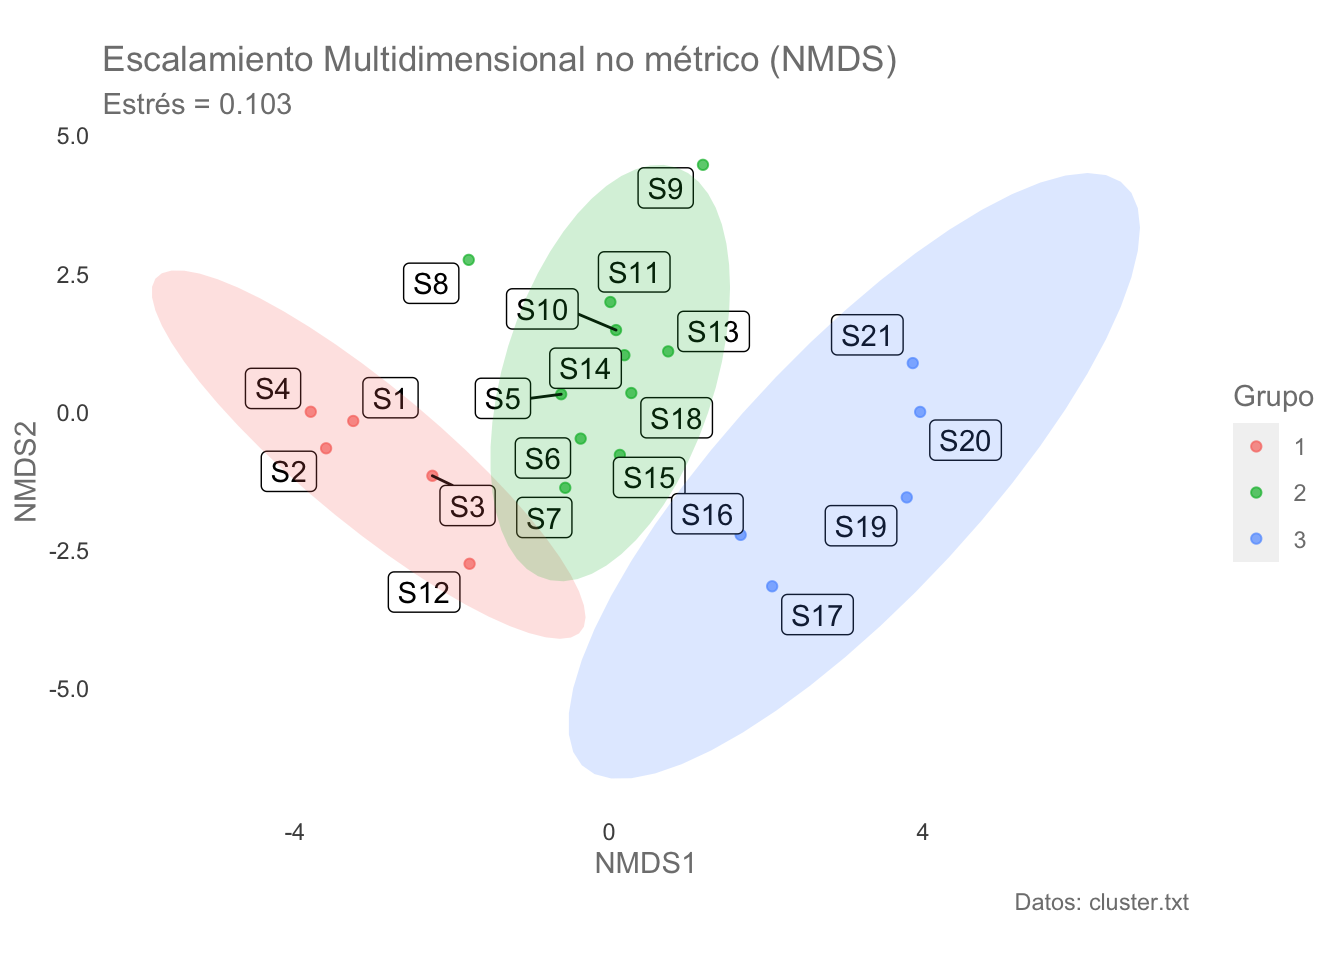 Escalamiento Multidimensional no métrico (NMDS)
Estrés = 0.103
5.0
2.5
0.0
-2.5
-5.0
NMDS2
S9
S11
S8
S10
S13
S21
S14
S4
S1
S5
S18
S20
S6
S2
S15
S3
S16
S7
S19
S12
S17
Grupo
1
2
3
-4
0
4
NMDS1
Datos: cluster.txt